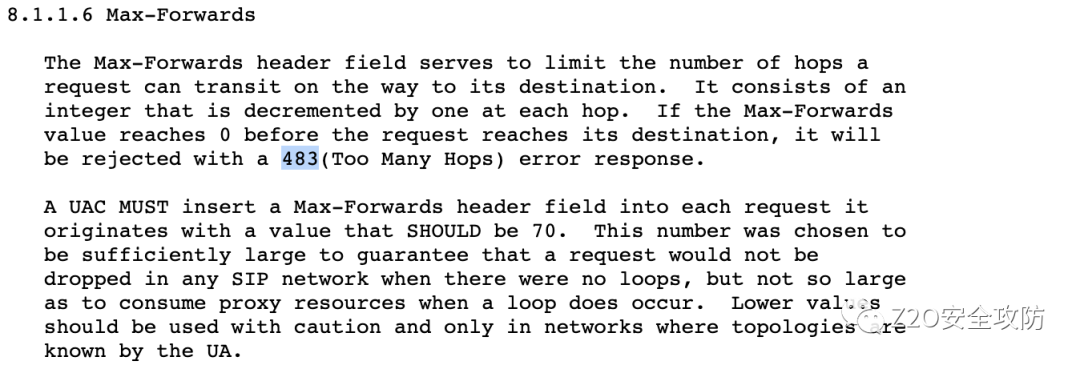 8.1.1.6 Max-Forwards
The Max-Forwards header field serves to limit the number of hops a
request can transit on the way to its destination.  It consists of an
integer that is decremented by one at each hop.  If the Max-Forwards
value reaches 0 before the request reaches its destination, it will
be rejected with a 483(Too Many Hops) error response.
A UAC MUST insert a Max-Forwards header field into each request it
originates with a value that SHOULD be 70.  This number was chosen to
be sufficiently large to guarantee that a request would not be
dropped in any SIP network when there were no loops, but not so large
as to consume proxy resources when a loop does occur.  Lower values
should be used with caution and only in networks where topologies are
known by the UA.
Z2O安全攻防